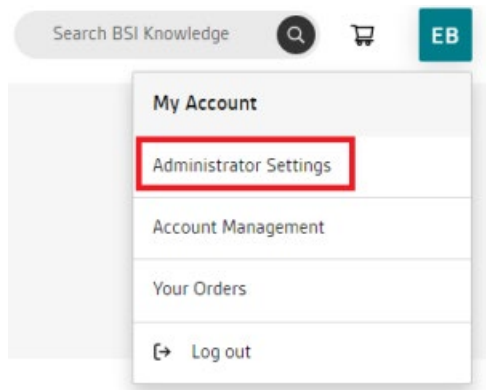 Search BSI Knowledge
EB
My Account
Administrator Settings
Account Management
Your Orders
Log out